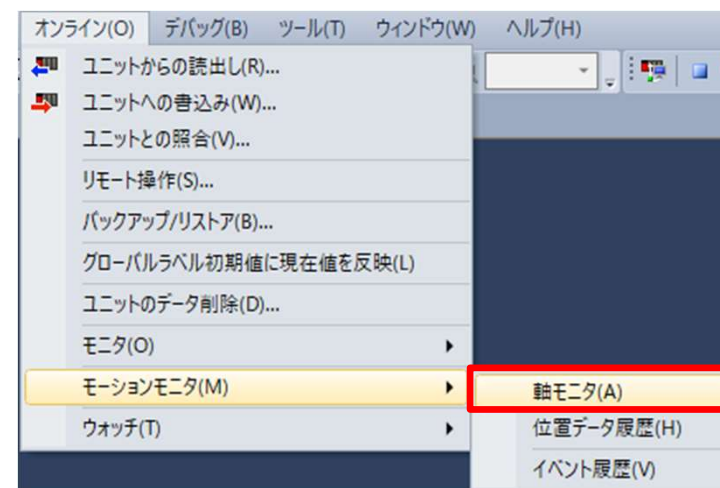 オンライン(O) デバッグ(B) ツール(T) ウィンドウ(W) ヘルプ(H)
ユニットからの読出し(R)...
ユニットへの書込み(W)...
ユニットとの照合(V)...
リモート操作(S)...
バックアップ/リストア(B)...
グローバルラベル初期値に現在値を反映(L)
ユニットのデータ削除(D)...
モニタ(O)
モーションモニタ(M)
ウォッチ(T)
軸モニタ(A)
位置データ履歴(H)
イベント履歴(V)